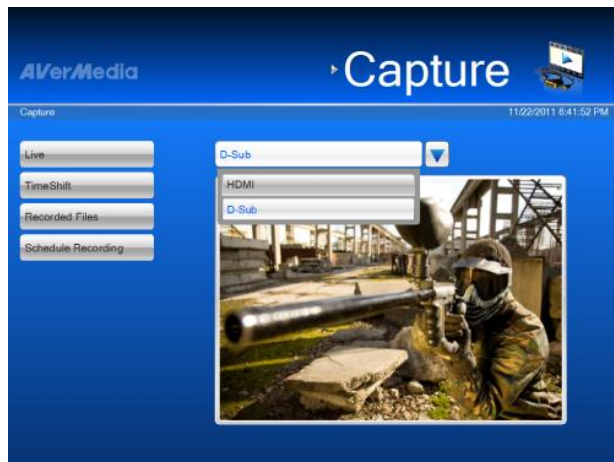 AVerMedia
Capture
Capture
11/22/2011 6:41:52 PM
Live
D-Sub
TimeShift
HDMI
D-Sub
Recorded Files
Schedule Recording